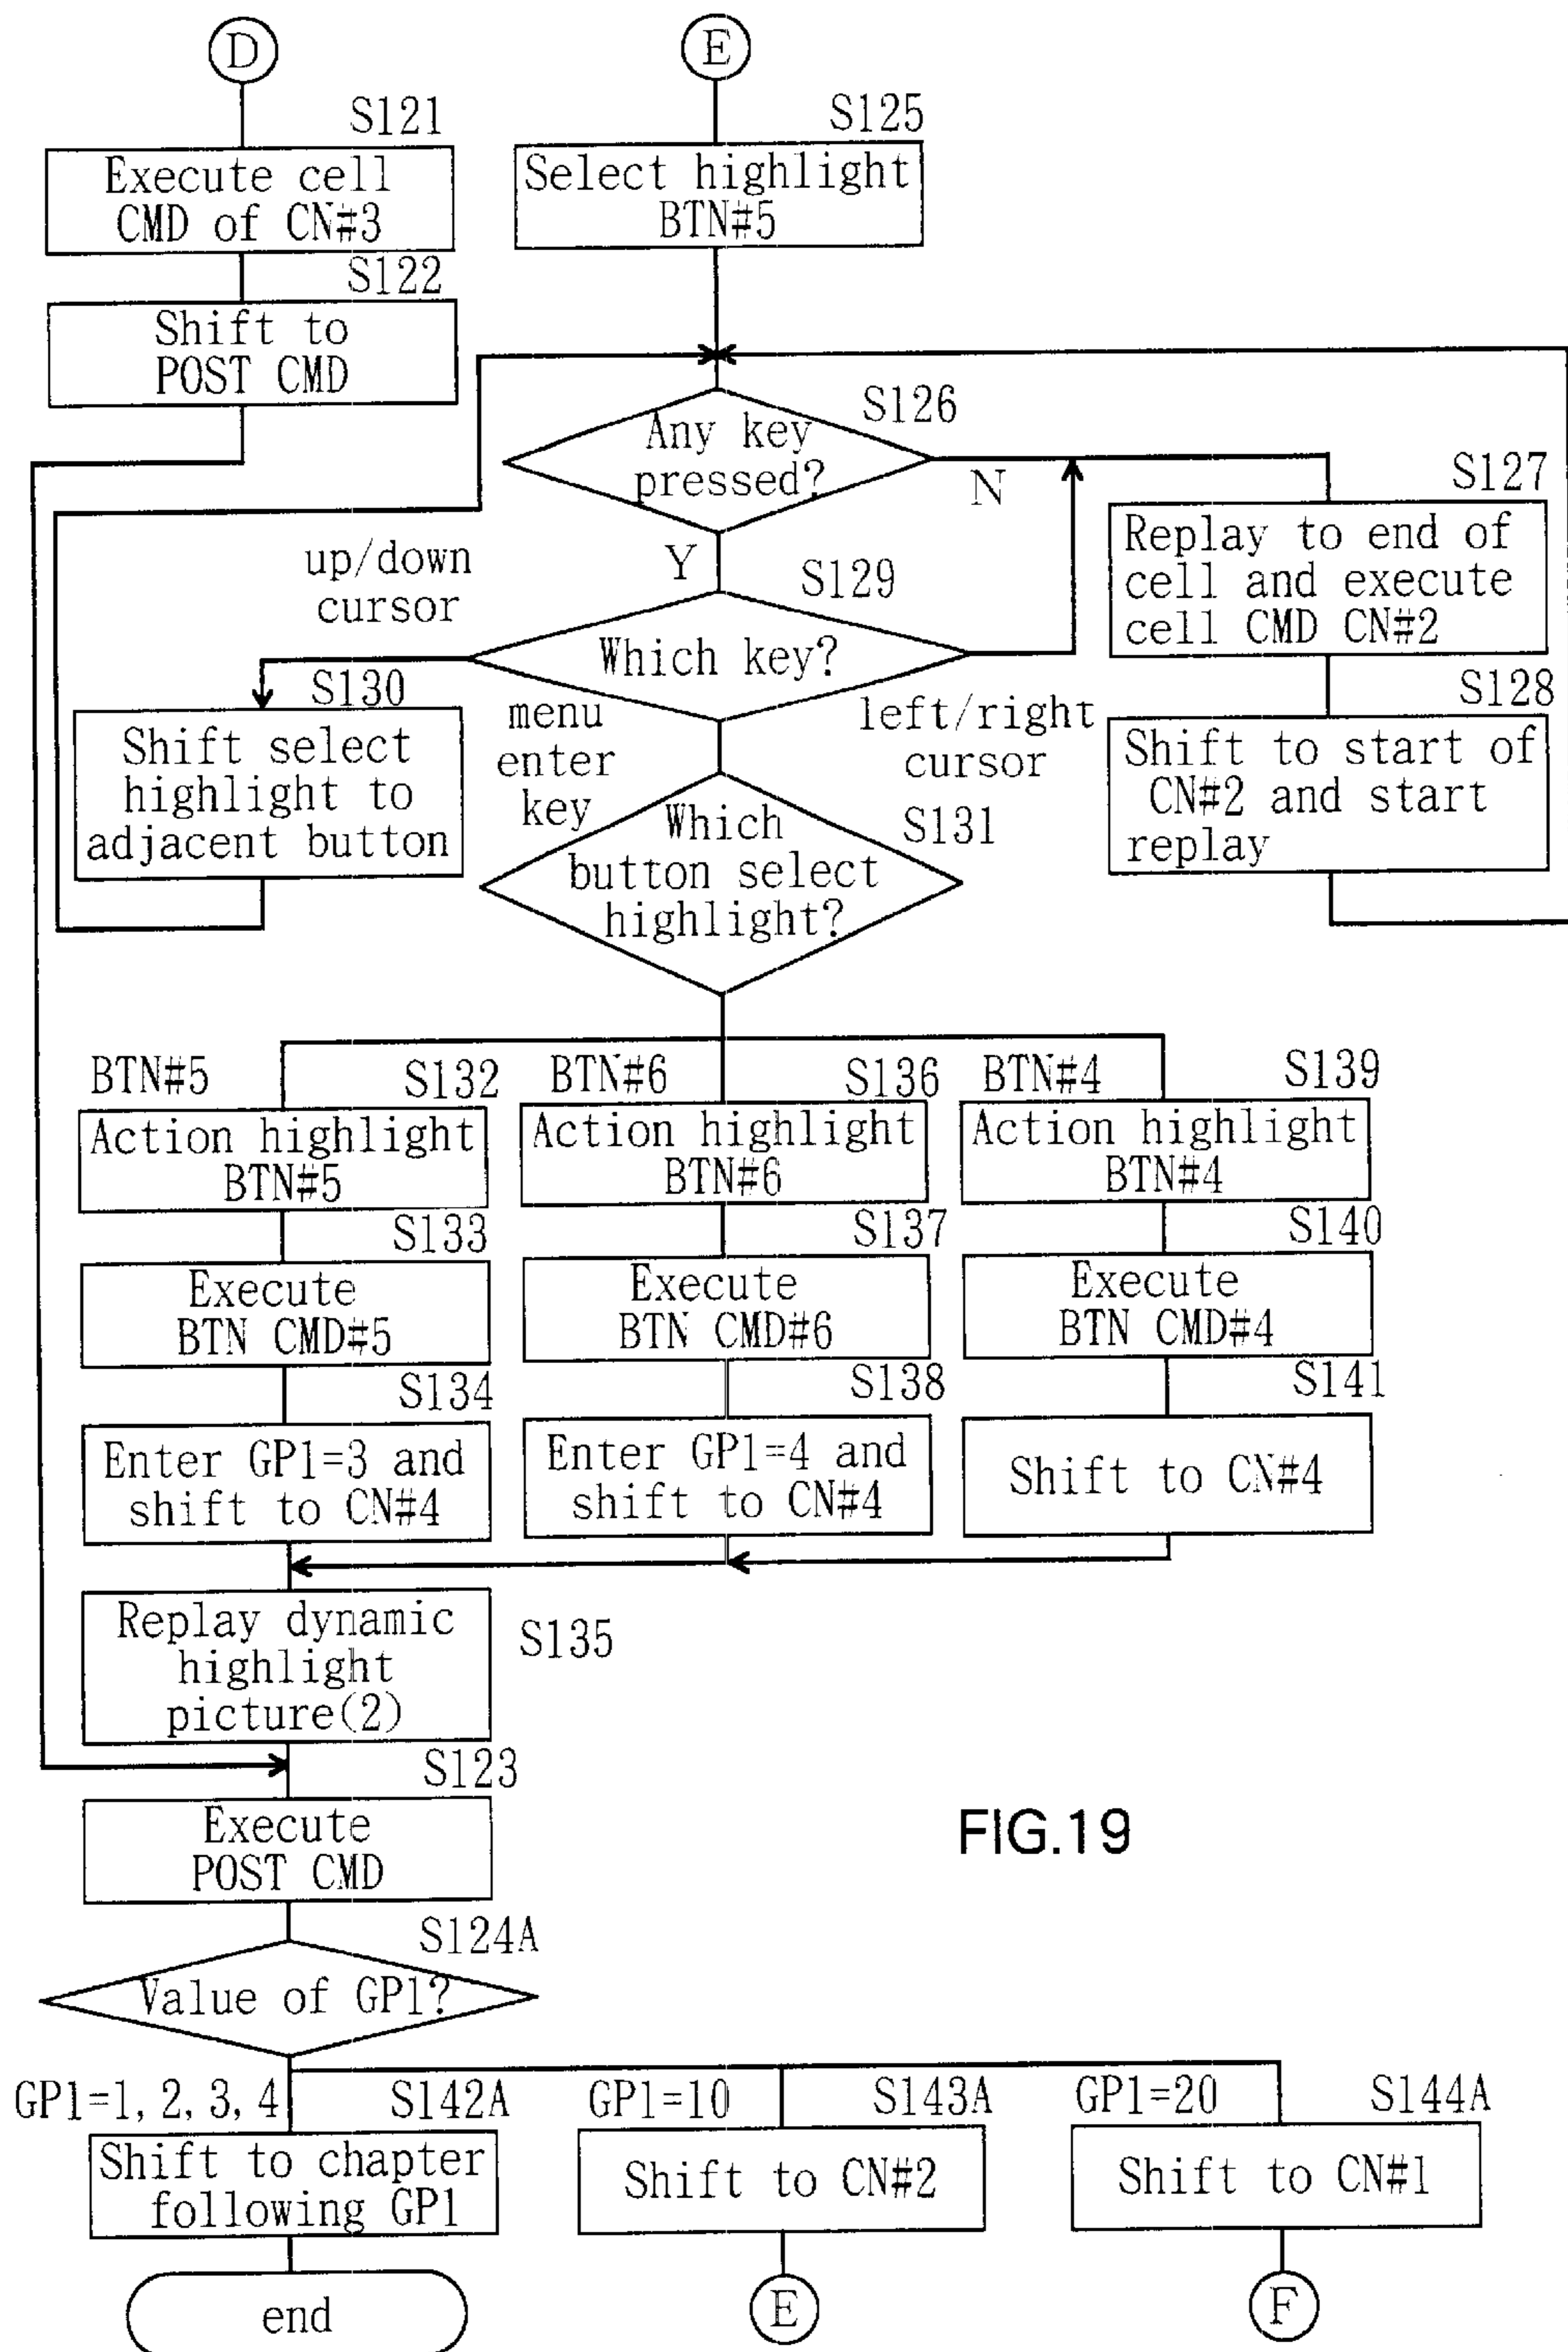 D
S121
Execute cell
CMD of CN#3
S122
Shift to
POST CMD
E
S125
Select highlight
BTN#5
S126
Any key
pressed?
N
Y
S127
Replay to end of
cell and execute
cell CMD CN#2
S128
Shift to start of
CN#2 and start
replay
S129
Which key?
up/down
cursor
menu
enter
key
left/right
cursor
S130
Shift select
highlight to
adjacent button
S131
Which
button select
highlight?
BTN#5
S132
Action highlight
BTN#5
S133
Execute
BTN CMD#5
S134
Enter GP1=3 and
shift to CN#4
BTN#6
S136
Action highlight
BTN#6
S137
Execute
BTN CMD#6
S138
Enter GP1=4 and
shift to CN#4
BTN#4
S139
Action highlight
BTN#4
S140
Execute
BTN CMD#4
S141
Shift to CN#4
Replay dynamic
highlight
picture(2)
S135
S123
Execute
POST CMD
FIG.19
S124A
Value of GP1?
GP1=1, 2, 3, 4
S142A
Shift to chapter
following GP1
end
GP1=10
S143A
Shift to CN#2
E
GP1=20
S144A
Shift to CN#1
F